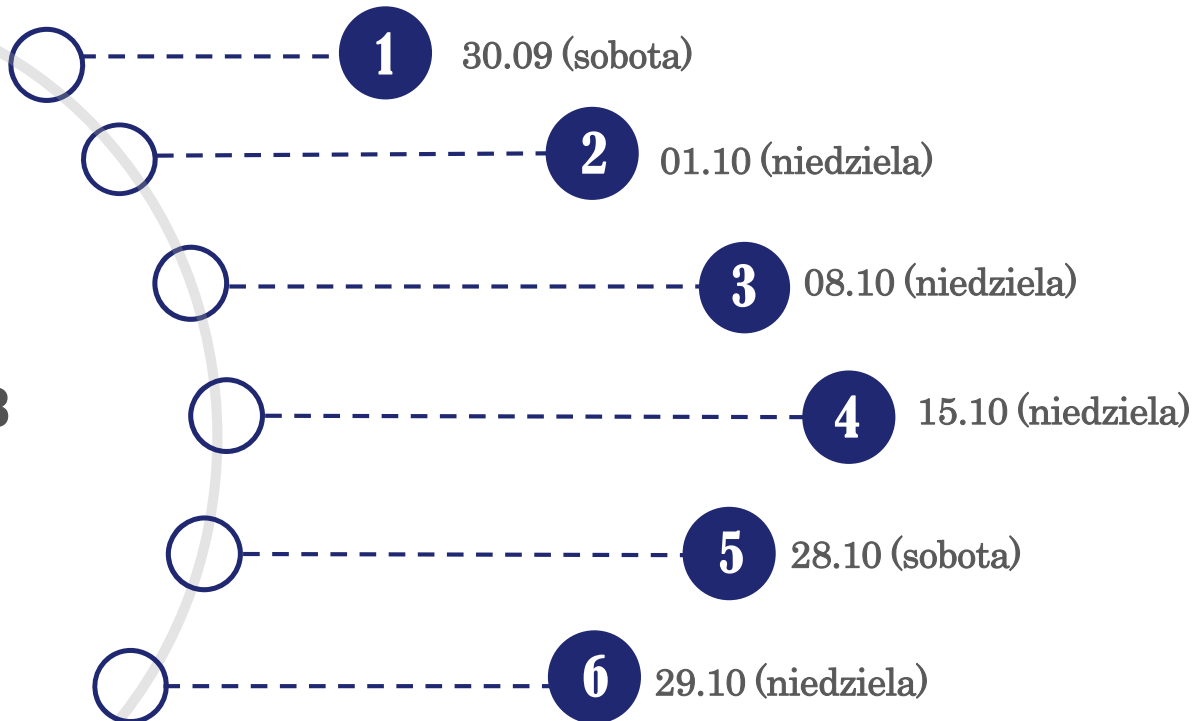 1 30.09 (sobota)
2 01.10 (niedziela)
3 08.10 (niedziela)
4 15.10 (niedziela)
5 28.10 (sobota)
6 29.10 (niedziela)